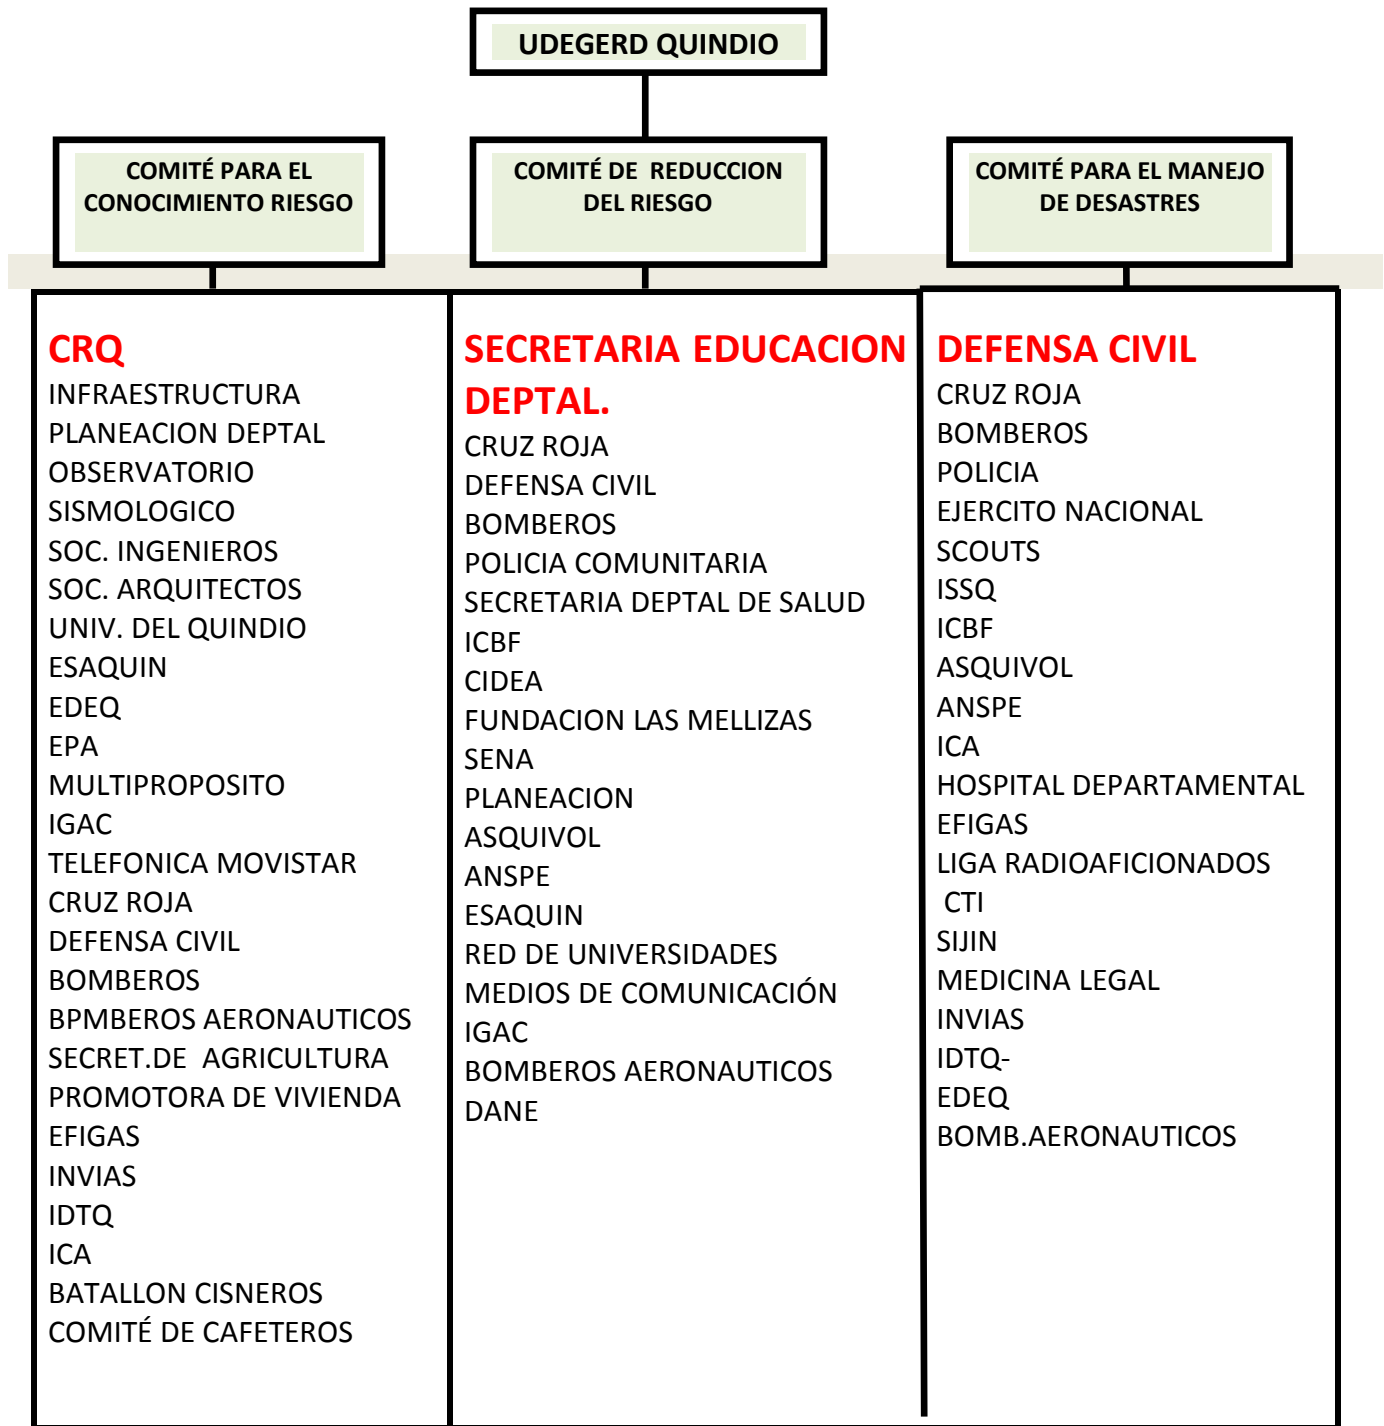 UDEGERD QUINDIO
COMITÉ PARA EL
CONOCIMIENTO RIESGO
COMITÉ DE REDUCCION
DEL RIESGO
COMITÉ PARA EL MANEJO
DE DESASTRES
CRQ
INFRAESTRUCTURA
PLANEACION DEPTAL
OBSERVATORIO
SISMOLOGICO
SOC. INGENIEROS
SOC. ARQUITECTOS
UNIV. DEL QUINDIO
ESAQUIN
EDEQ
EPA
MULTIPROPOSITO
IGAC
TELEFONICA MOVISTAR
CRUZ ROJA
DEFENSA CIVIL
BOMBEROS
BPMBEROS AERONAUTICOS
SECRET.DE AGRICULTURA
PROMOTORA DE VIVIENDA
EFIGAS
INVIAS
IDTQ
ICA
BATALLON CISNEROS
COMITÉ DE CAFETEROS
SECRETARIA EDUCACION
DEPTAL.
CRUZ ROJA
DEFENSA CIVIL
BOMBEROS
POLICIA COMUNITARIA
SECRETARIA DEPTAL DE SALUD
ICBF
CIDEA
FUNDACION LAS MELLIZAS
SENA
PLANEACION
ASQUIVOL
ANSPE
ESAQUIN
RED DE UNIVERSIDADES
MEDIOS DE COMUNICACIÓN
IGAC
BOMBEROS AERONAUTICOS
DANE
DEFENSA CIVIL
CRUZ ROJA
BOMBEROS
POLICIA
EJERCITO NACIONAL
SCOUTS
ISSQ
ICBF
ASQUIVOL
ANSPE
ICA
HOSPITAL DEPARTAMENTAL
EFIGAS
LIGA RADIOAFICIONADOS
CTI
SIJIN
MEDICINA LEGAL
INVIAS
IDTQ-
EDEQ
BOMB.AERONAUTICOS